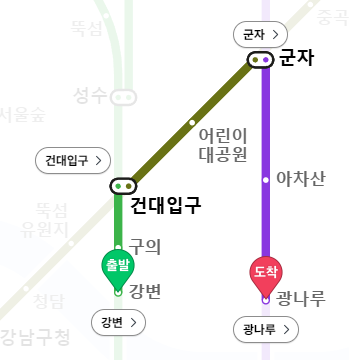 중곡
뚝섬
군자 >
군자
성수
서울숲
어린이
대공원
건대입구 >
아차산
건대입구
뚝섬
유원지
구의
출발
도착
강변
광나루
청담
강변 >
광나루 >
강남구청